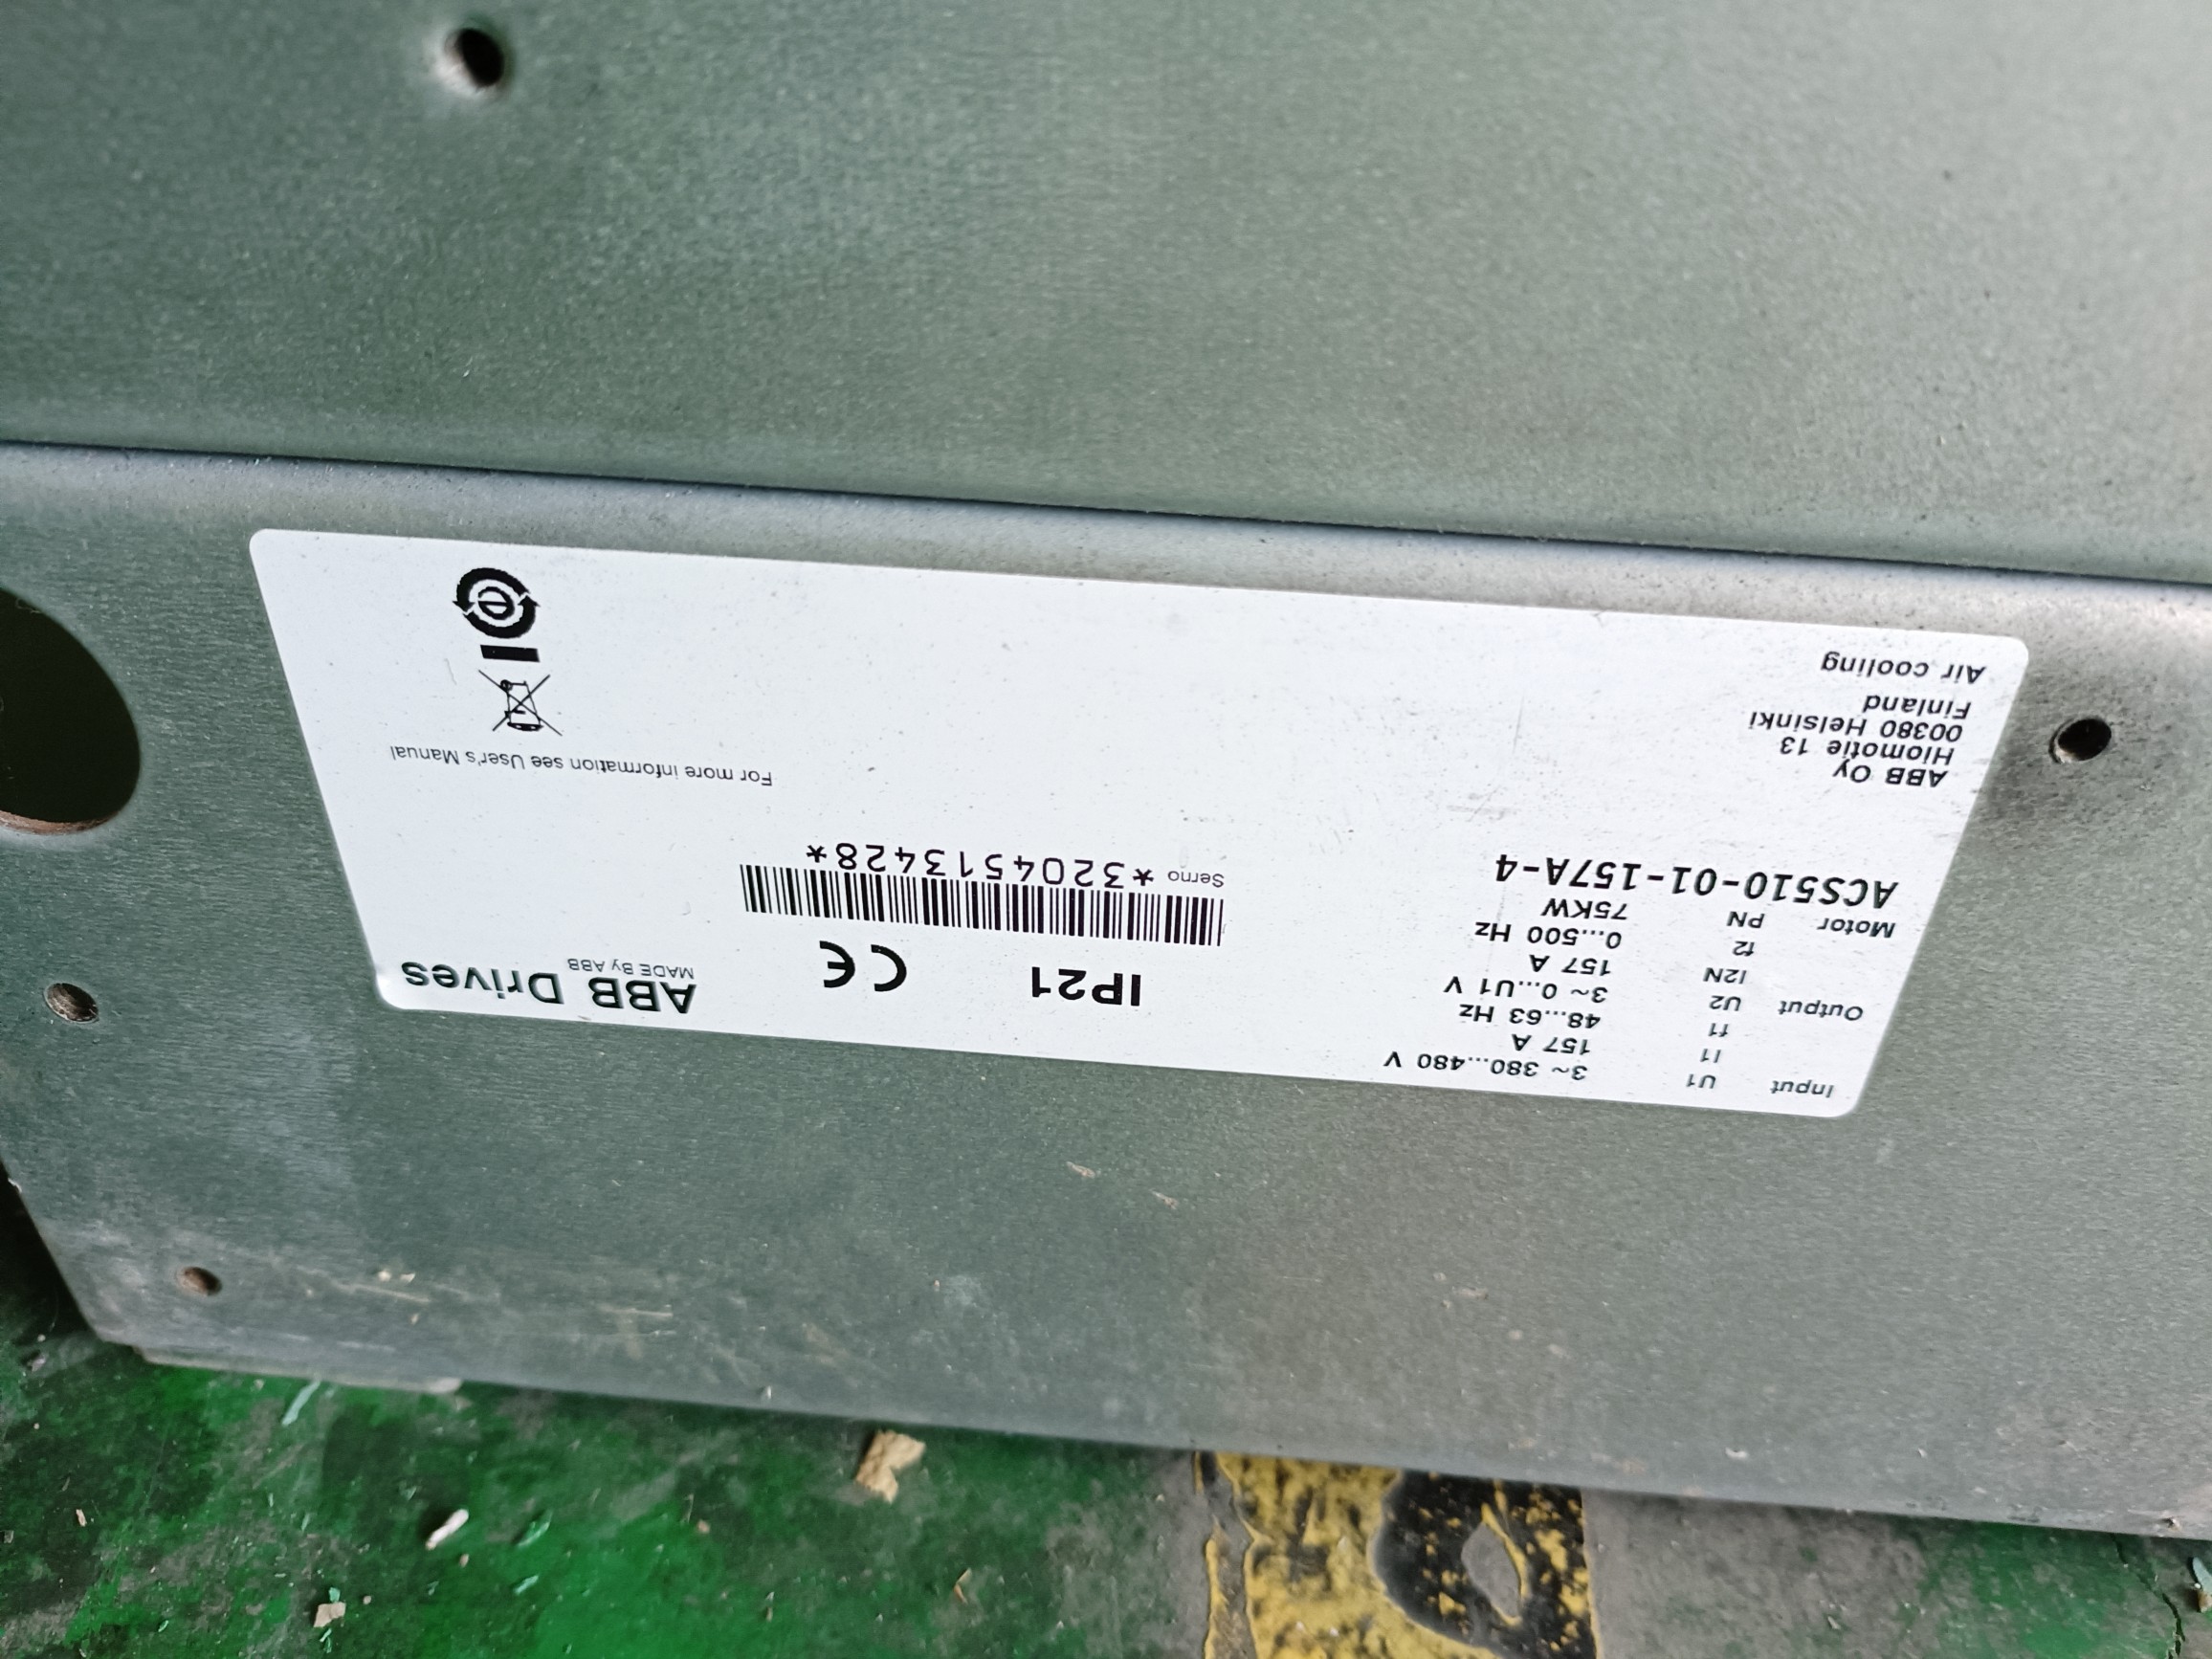 Input U1 3~ 380...480 V
I1 157 A
f1 48...63 Hz
Output U2 3~ 0...U1 V
I2N 157 A
f2 0...500 Hz
Motor PN 75KW
ACS510-01-157A-4
ABB Oy
Hiomotie 13
00380 Helsinki
Finland
Air cooling
IP21
CE
Serno *3204513428*
ABB Drives
MADE By ABB
For more information see User's Manual
e